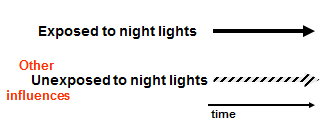 Exposed to night lights
Other
Unexposed to night lights
influences
time